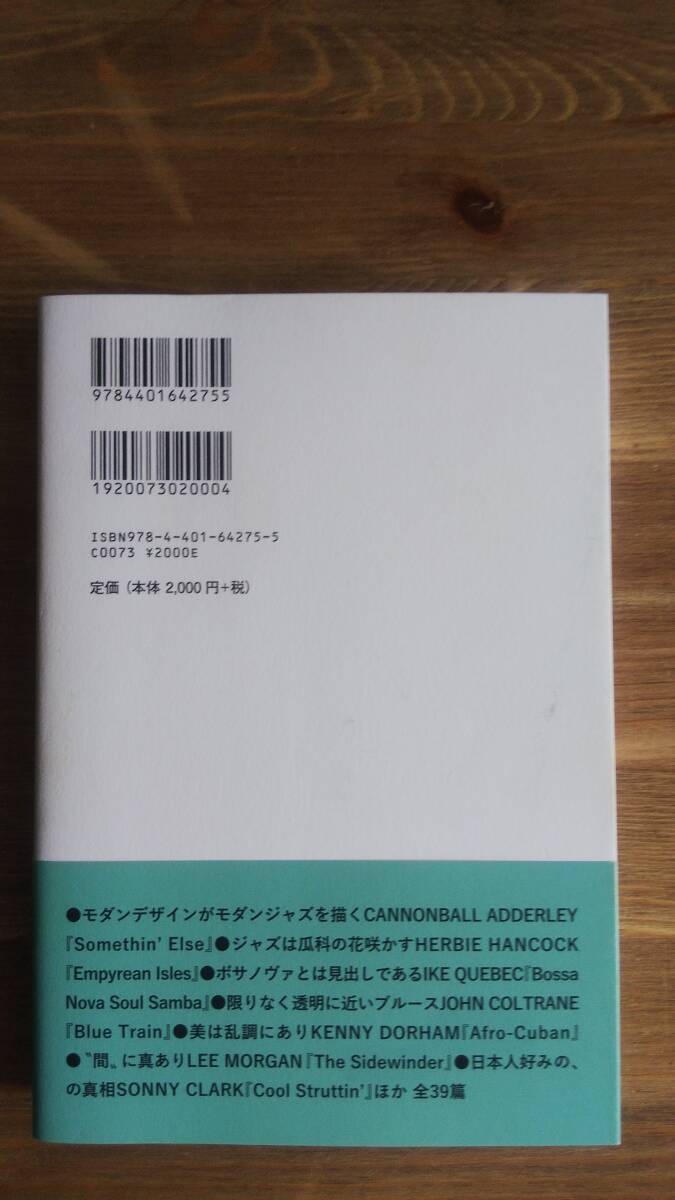 9784401642755
1920073020004
ISBN978-4-401-64275-5
C0073 ¥2000E
定価（本体 2,000 円+税）
●モダンデザインがモダンジャズを描くCANNONBALL ADDERLEY
『Somethin' Else』●ジャズは瓜科の花咲かすHERBIE HANCOCK
『Empyrean Isles』●ボサノヴァとは見出しであるIKE QUEBEC『Bossa
Nova Soul Samba』●限りなく透明に近いブルースJOHN COLTRANE
『Blue Train』●美は乱調にありKENNY DORHAM『Afro-Cuban』
●〝間〟に真ありLEE MORGAN『The Sidewinder』●日本人好みの、
の真相SONNY CLARK『Cool Struttin'』ほか 全39篇